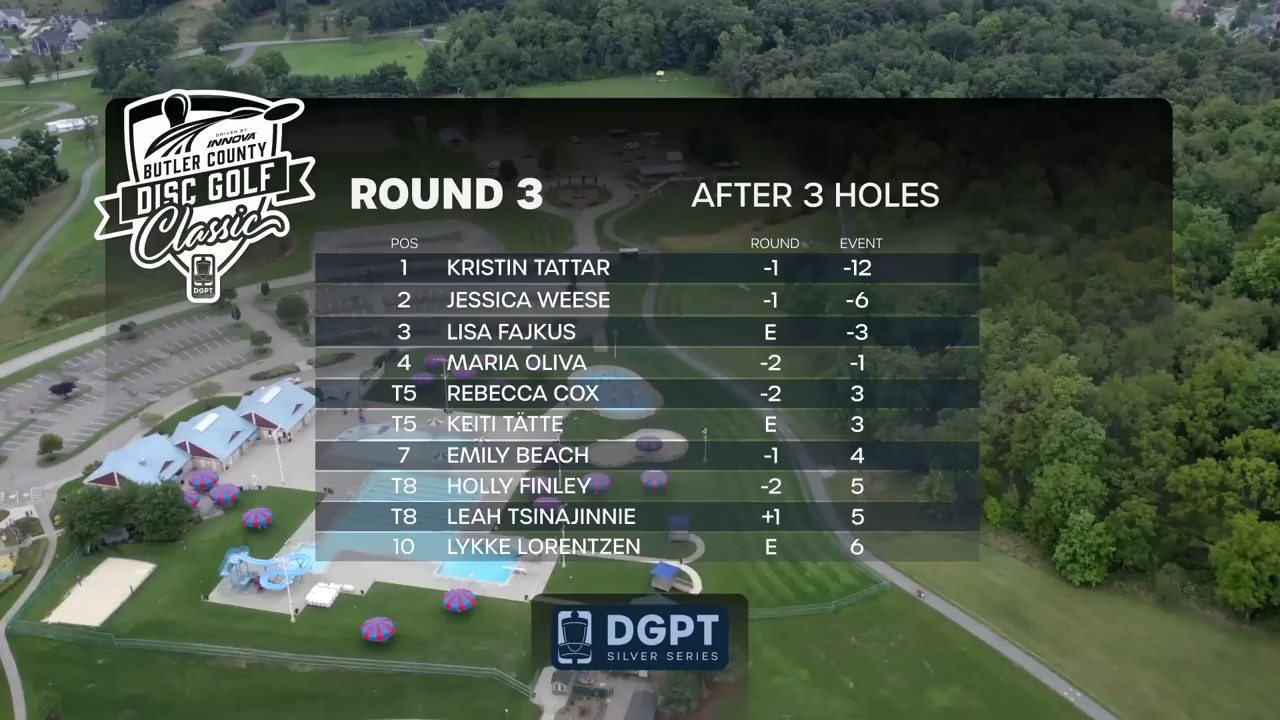 DRIVEN BY
INNOVA
BUTLER COUNTY
DISC GOLF
Classic
DGPT
ROUND 3 AFTER 3 HOLES
POS ROUND EVENT
1 KRISTIN TATTAR -1 -12
2 JESSICA WEESE -1 -6
3 LISA FAJKUS E -3
4 MARIA OLIVA -2 -1
T5 REBECCA COX -2 3
T5 KEITI TÄTTE E 3
7 EMILY BEACH -1 4
T8 HOLLY FINLEY -2 5
T8 LEAH TSINAJINNIE +1 5
10 LYKKE LORENTZEN E 6
DGPT
SILVER SERIES